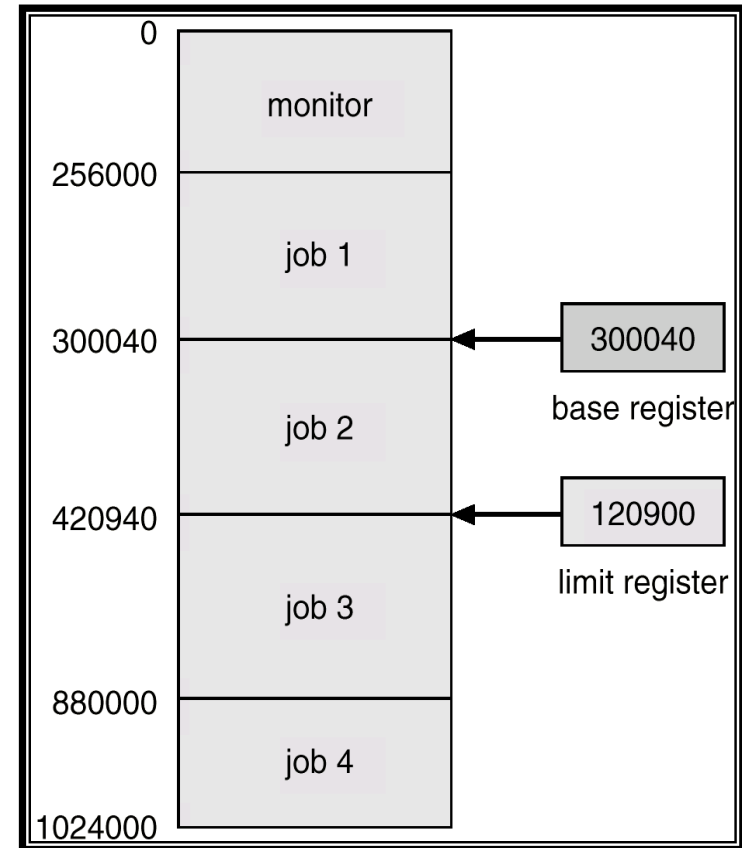 0
monitor
256000
job 1
300040
300040
base register
job 2
420940
120900
limit register
job 3
880000
job 4
1024000